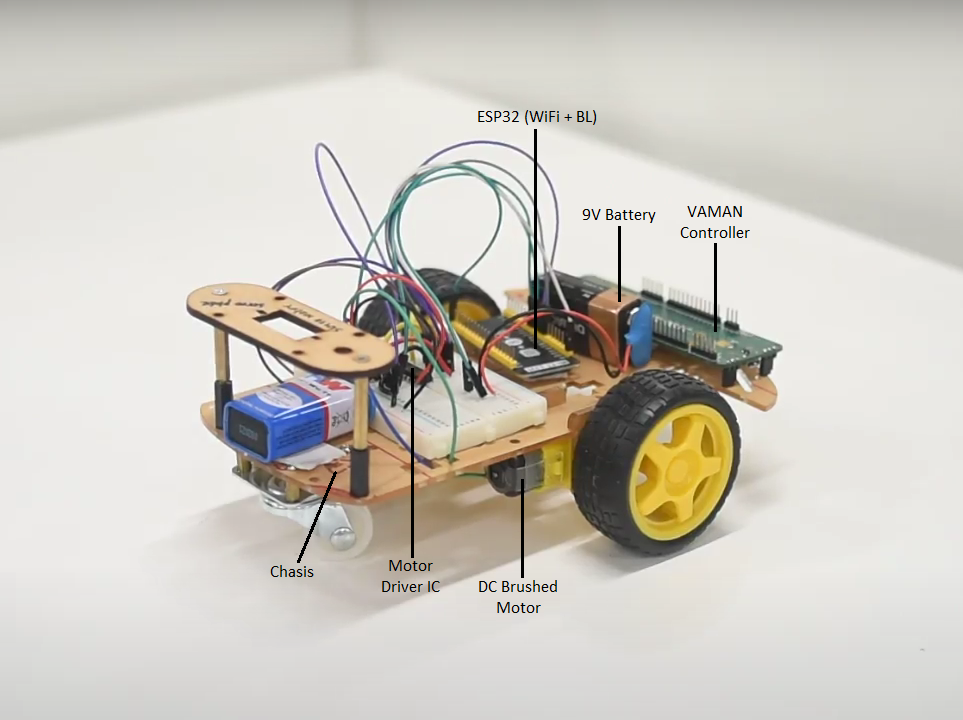 ESP32 (WiFi + BL)
9V Battery
VAMAN
Controller
Chasis
Motor
Driver IC
DC Brushed
Motor